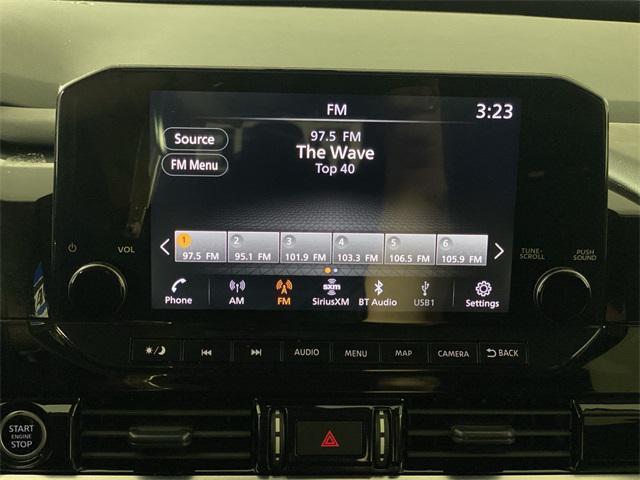 FM
3:23
Source
FM Menu
97.5 FM
The Wave
Top 40
1 97.5 FM
2 95.1 FM
3 101.9 FM
4 103.3 FM
5 106.5 FM
6 105.9 FM
VOL
TUNE-
SCROLL
PUSH
SOUND
Phone
AM
FM
sxm
SiriusXM
BT Audio
USB1
Settings
AUDIO
MENU
MAP
CAMERA
BACK
START
ENGINE
STOP